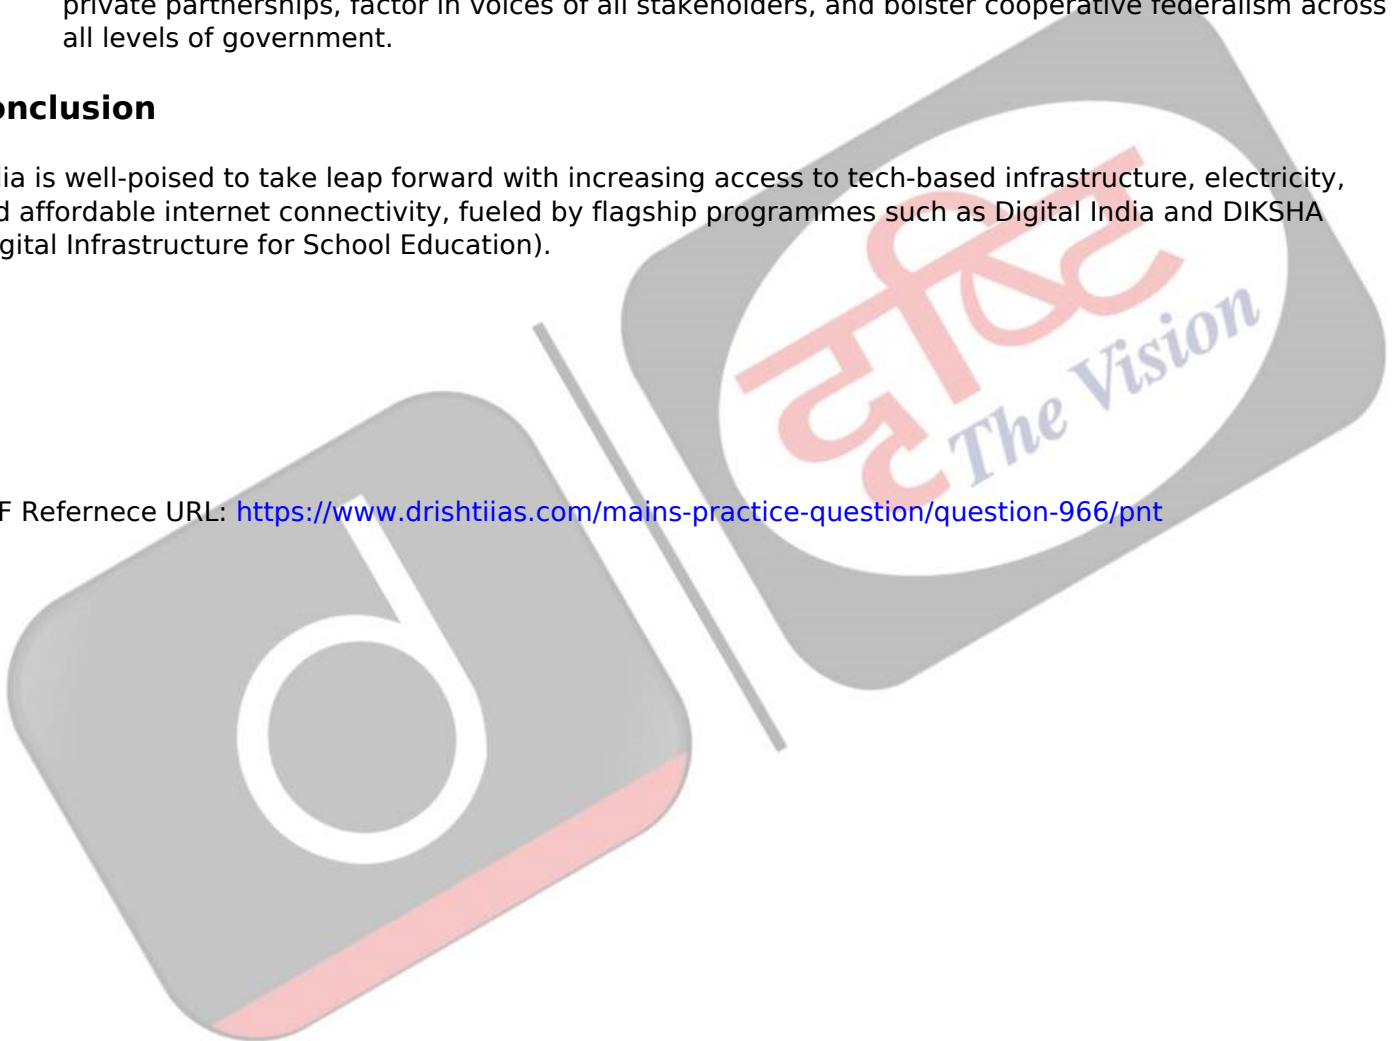 private partnerships, factor in voices of all stakeholders, and bolster cooperative federalism across
all levels of government.
onclusion
dia is well-poised to take leap forward with increasing access to tech-based infrastructure, electricity,
d affordable internet connectivity, fueled by flagship programmes such as Digital India and DIKSHA
gital Infrastructure for School Education).
दृष्टि
The Vision
d
F Refernece URL: https://www.drishtiias.com/mains-practice-question/question-966/pnt